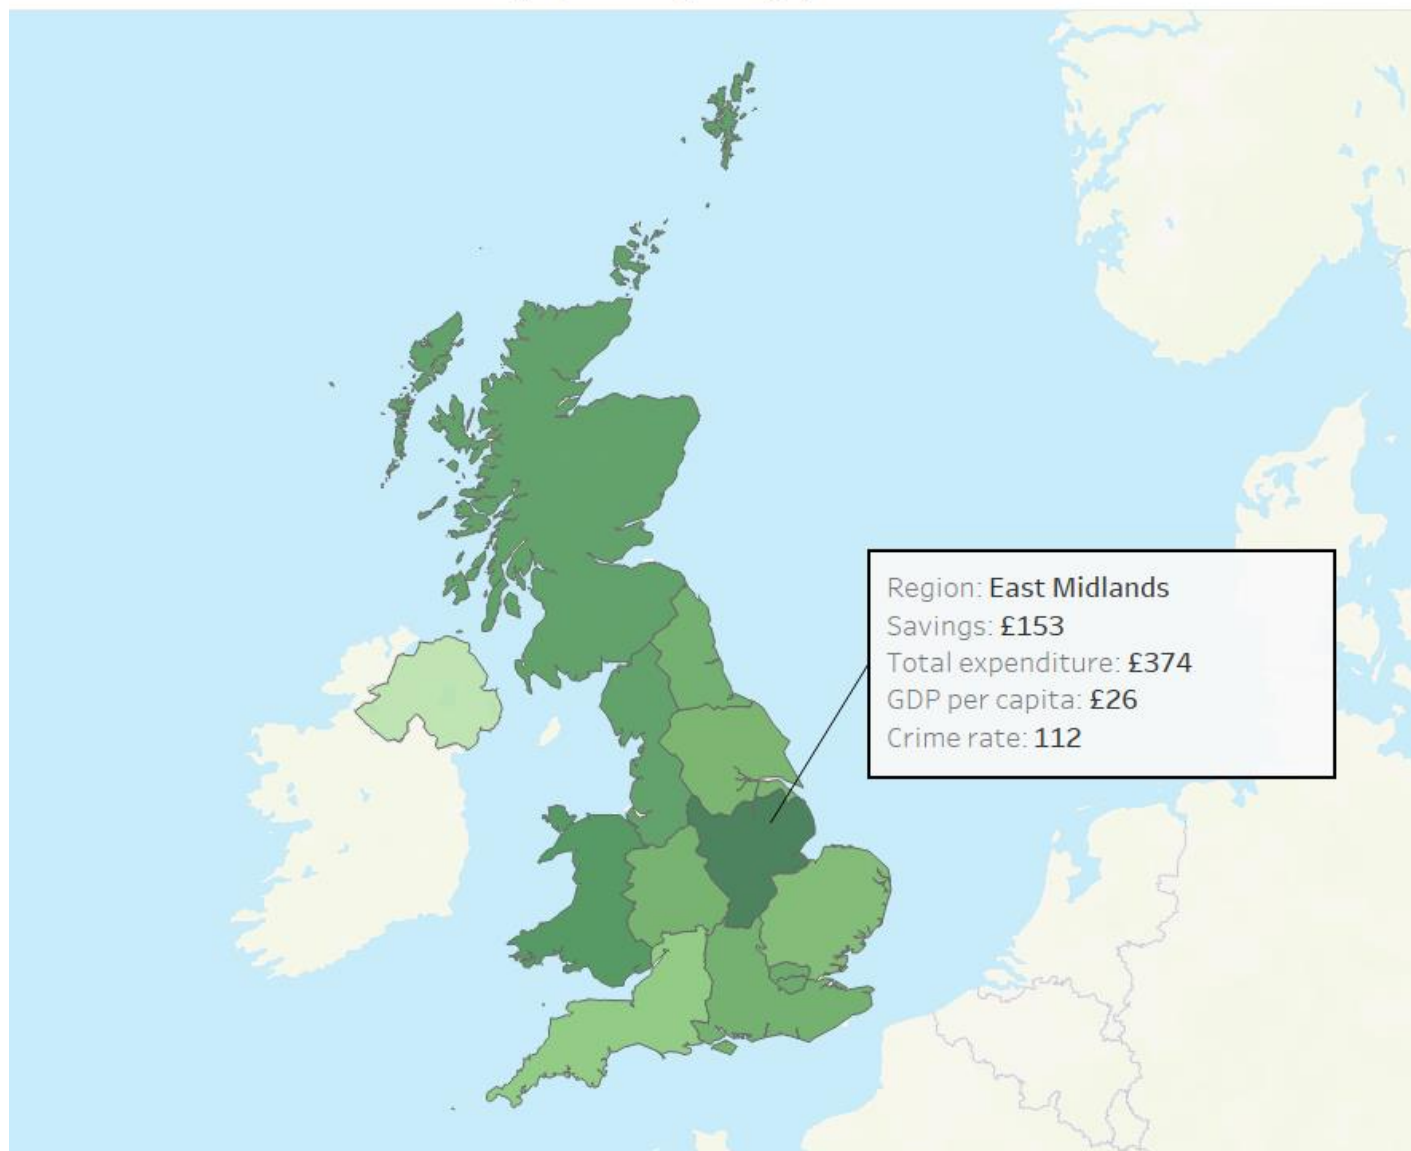 Region: East Midlands
Savings: £153
Total expenditure: £374
GDP per capita: £26
Crime rate: 112